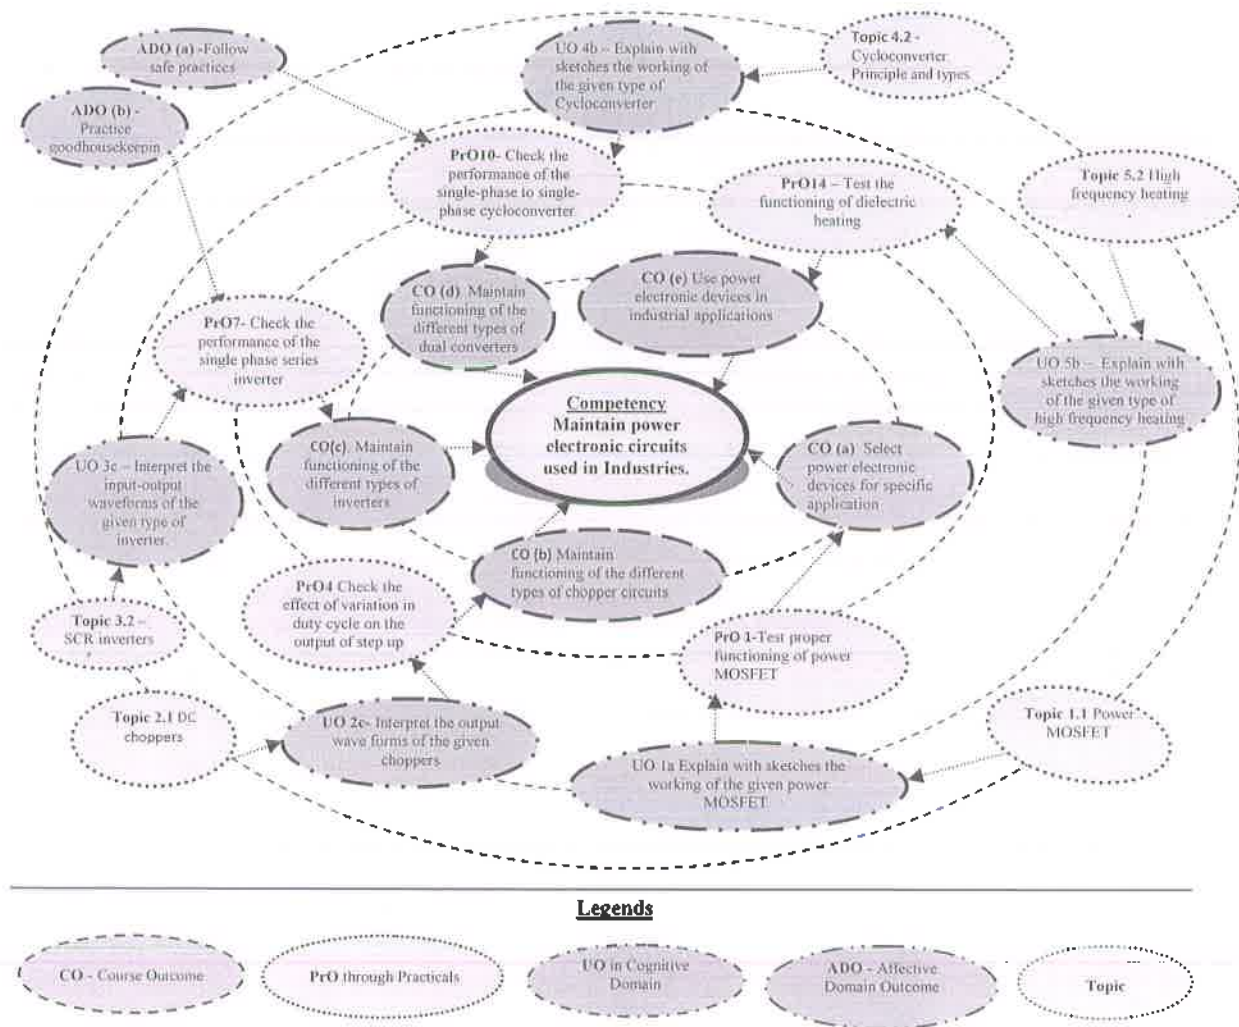 ADO (a) -Follow
safe practices
ADO (b) -
Practice
goodhousekeepin
UO 4b – Explain with
sketches the working of
the given type of
Cycloconverter
Topic 4.2 -
Cycloconverter
Principle and types
PrO10- Check the
performance of the
single-phase to single-
phase cycloconverter
PrO14 – Test the
functioning of dielectric
heating
Topic 5.2 High
frequency heating
CO (d) Maintain
functioning of the
different types of
dual converters
CO (e) Use power
electronic devices in
industrial applications
PrO7- Check the
performance of the
single phase series
inverter
UO 5b – Explain with
sketches the working
of the given type of
high frequency heating
Competency
Maintain power
electronic circuits
used in Industries.
UO 3c – Interpret the
input-output
waveforms of the
given type of
inverter.
CO(c) Maintain
functioning of the
different types of
inverters
CO (a) Select
power electronic
devices for specific
application
CO (b) Maintain
functioning of the different
types of chopper circuits
PrO4 Check the
effect of variation in
duty cycle on the
output of step up
Topic 3.2 –
SCR inverters
PrO 1-Test proper
functioning of power
MOSFET
Topic 2.1 DC
choppers
UO 2c- Interpret the output
wave forms of the given
choppers
Topic 1.1 Power
MOSFET
UO 1a Explain with sketches the
working of the given power
MOSFET
Legends
CO - Course Outcome
PrO through Practicals
UO in Cognitive
Domain
ADO - Affective
Domain Outcome
Topic